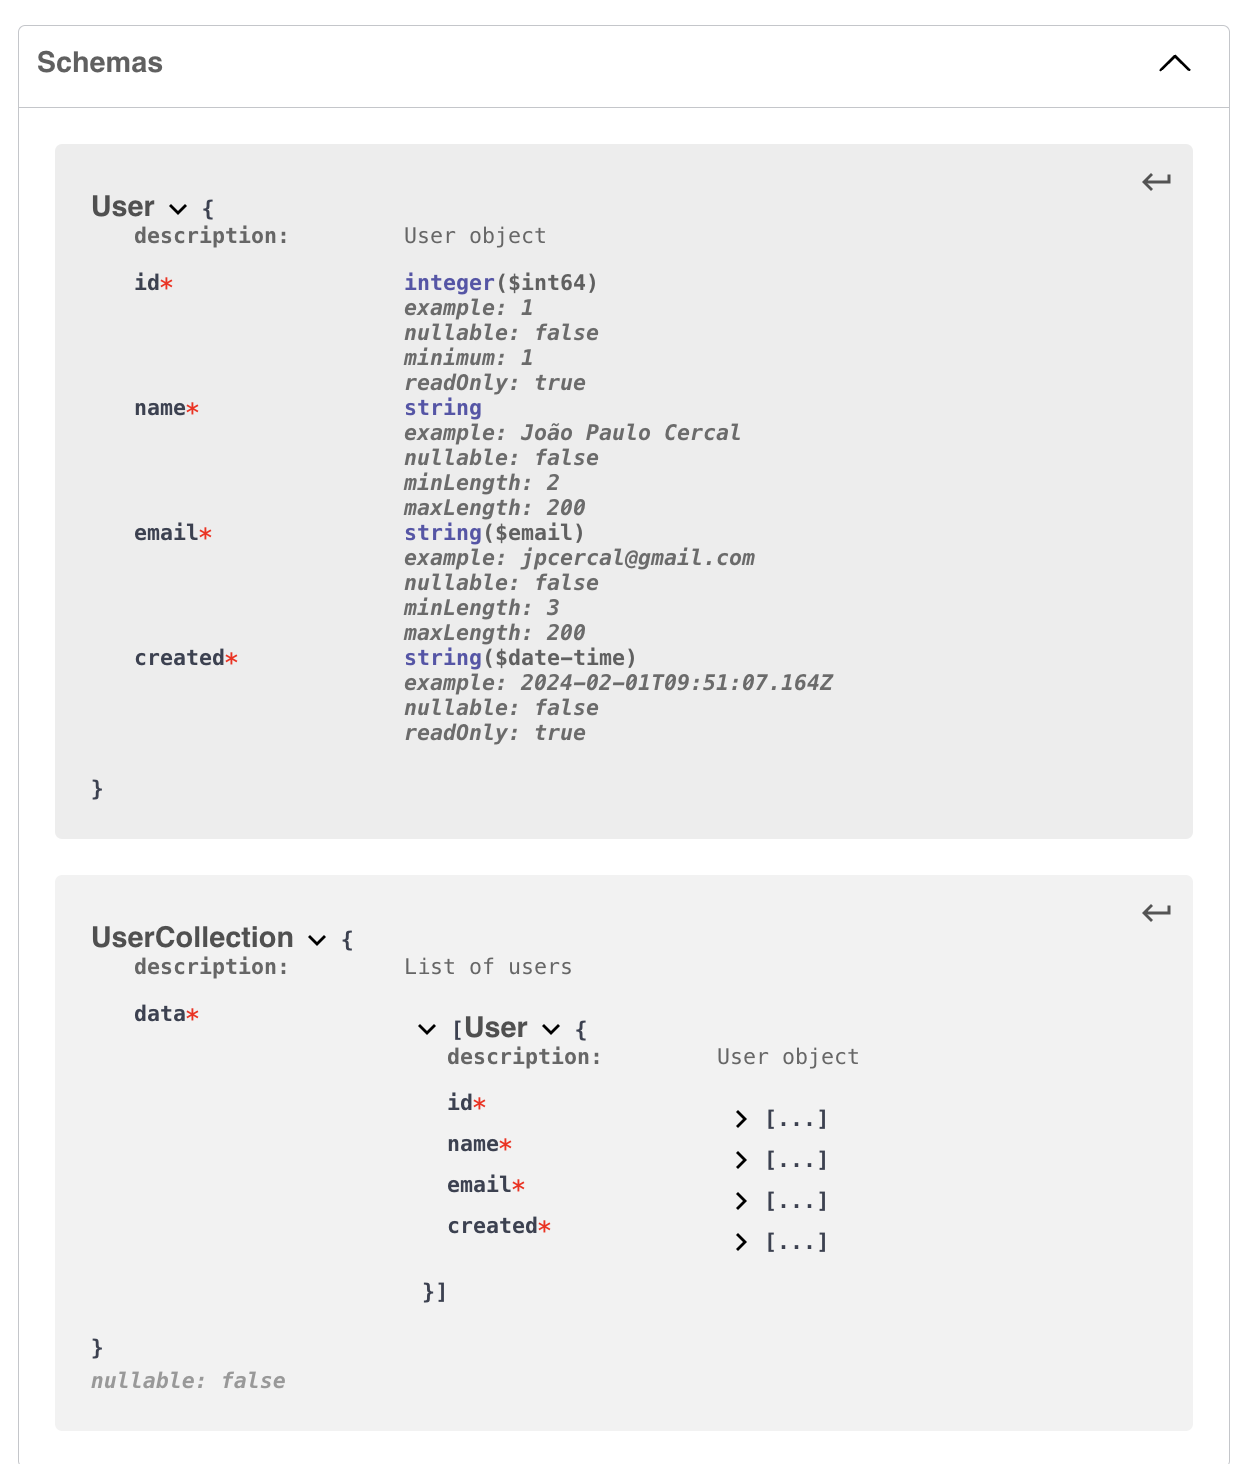 Schemas
User {
description: User object
id* integer($int64)
example: 1
nullable: false
minimum: 1
readOnly: true
name* string
example: João Paulo Cercal
nullable: false
minLength: 2
maxLength: 200
email* string($email)
example: jpcercal@gmail.com
nullable: false
minLength: 3
maxLength: 200
created* string($date-time)
example: 2024-02-01T09:51:07.164Z
nullable: false
readOnly: true
}
UserCollection {
description: List of users
data* [User {
description: User object
id* [...]
name* [...]
email* [...]
created* [...]
}]
}
nullable: false